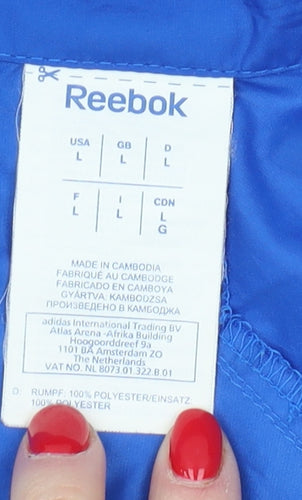 Reebok
USA GB D
L L L
F I CDN
L L L
G
MADE IN CAMBODIA
FABRIQUÉ AU CAMBODGE
FABRICADO EN CAMBOYA
GYÁRTVA: KAMBODZSA
ПРОИЗВЕДЕНО В КАМБОДЖА
adidas International Trading BV
Atlas Arena -Afrika Building
Hoogoorddreef 9a
1101 BA Amsterdam ZO
The Netherlands
VAT NO. NL 8073.01.322.B.01
D: RUMPF: 100% POLYESTER/EINSATZ:
100% POLYESTER